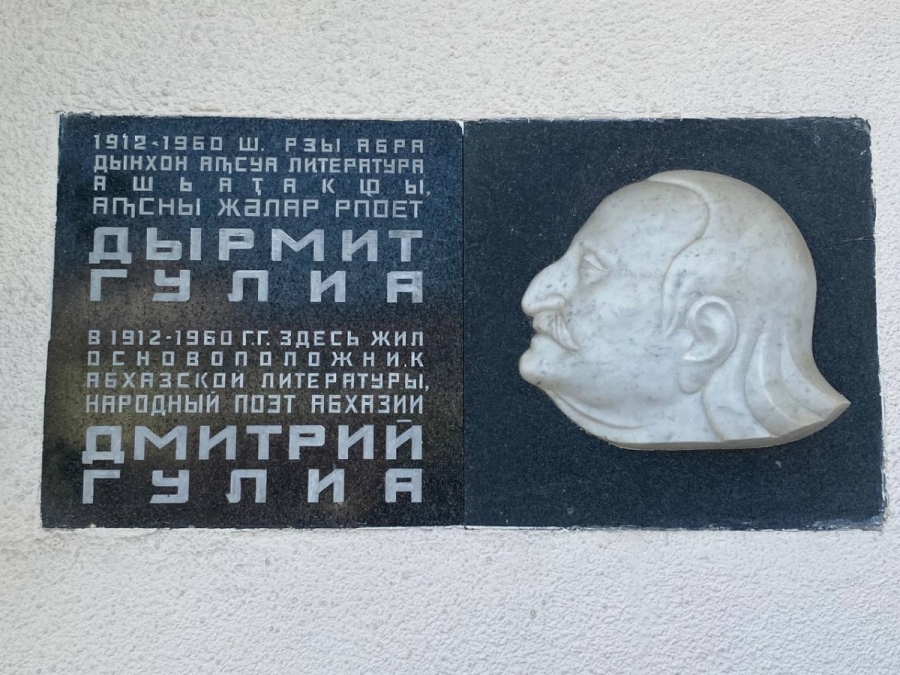 1912-1960 Ш. РЗЫ АБРА
ДЫНХОН АҦСУА ЛИТЕРАТУРА
АШЬАҬАКҨЫ,
АҦСНЫ ЖӘЛАР РПОЕТ
ДЫРМИТ
ГУЛИА
В 1912-1960 Г.Г. ЗДЕСЬ ЖИЛ
ОСНОВОПОЛОЖНИК
АБХАЗСКОЙ ЛИТЕРАТУРЫ,
НАРОДНЫЙ ПОЭТ АБХАЗИИ
ДМИТРИЙ
ГУЛИА